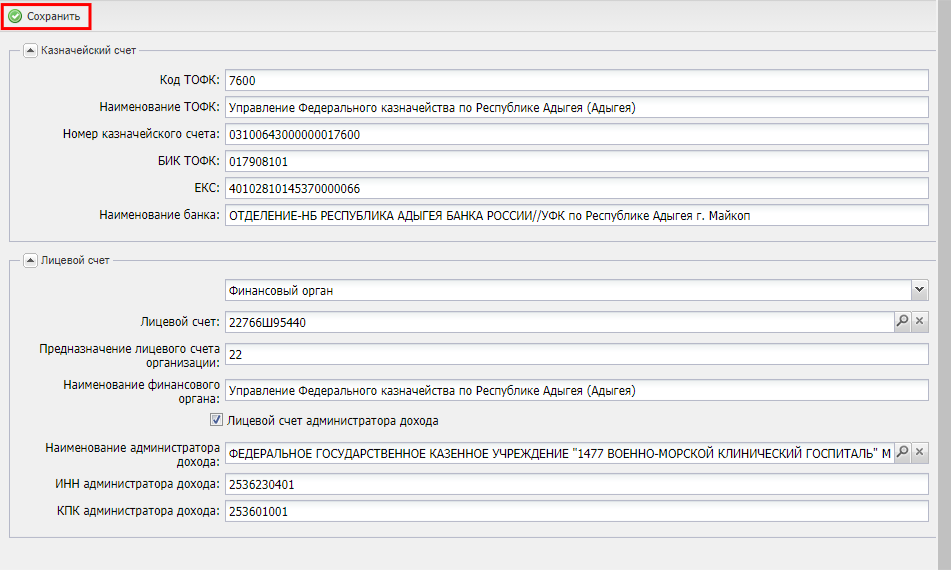 Сохранить
Казначейский счет
Код ТОФК: 7600
Наименование ТОФК: Управление Федерального казначейства по Республике Адыгея (Адыгея)
Номер казначейского счета: 03100643000000017600
БИК ТОФК: 017908101
ЕКС: 40102810145370000066
Наименование банка: ОТДЕЛЕНИЕ-НБ РЕСПУБЛИКА АДЫГЕЯ БАНКА РОССИИ//УФК по Республике Адыгея г. Майкоп
Лицевой счет
Финансовый орган
Лицевой счет: 22766Ш95440
Предназначение лицевого счета
организации: 22
Наименование финансового
органа: Управление Федерального казначейства по Республике Адыгея (Адыгея)
Лицевой счет администратора дохода
Наименование администратора
дохода: ФЕДЕРАЛЬНОЕ ГОСУДАРСТВЕННОЕ КАЗЕННОЕ УЧРЕЖДЕНИЕ "1477 ВОЕННО-МОРСКОЙ КЛИНИЧЕСКИЙ ГОСПИТАЛЬ" М
ИНН администратора дохода: 2536230401
КПК администратора дохода: 253601001